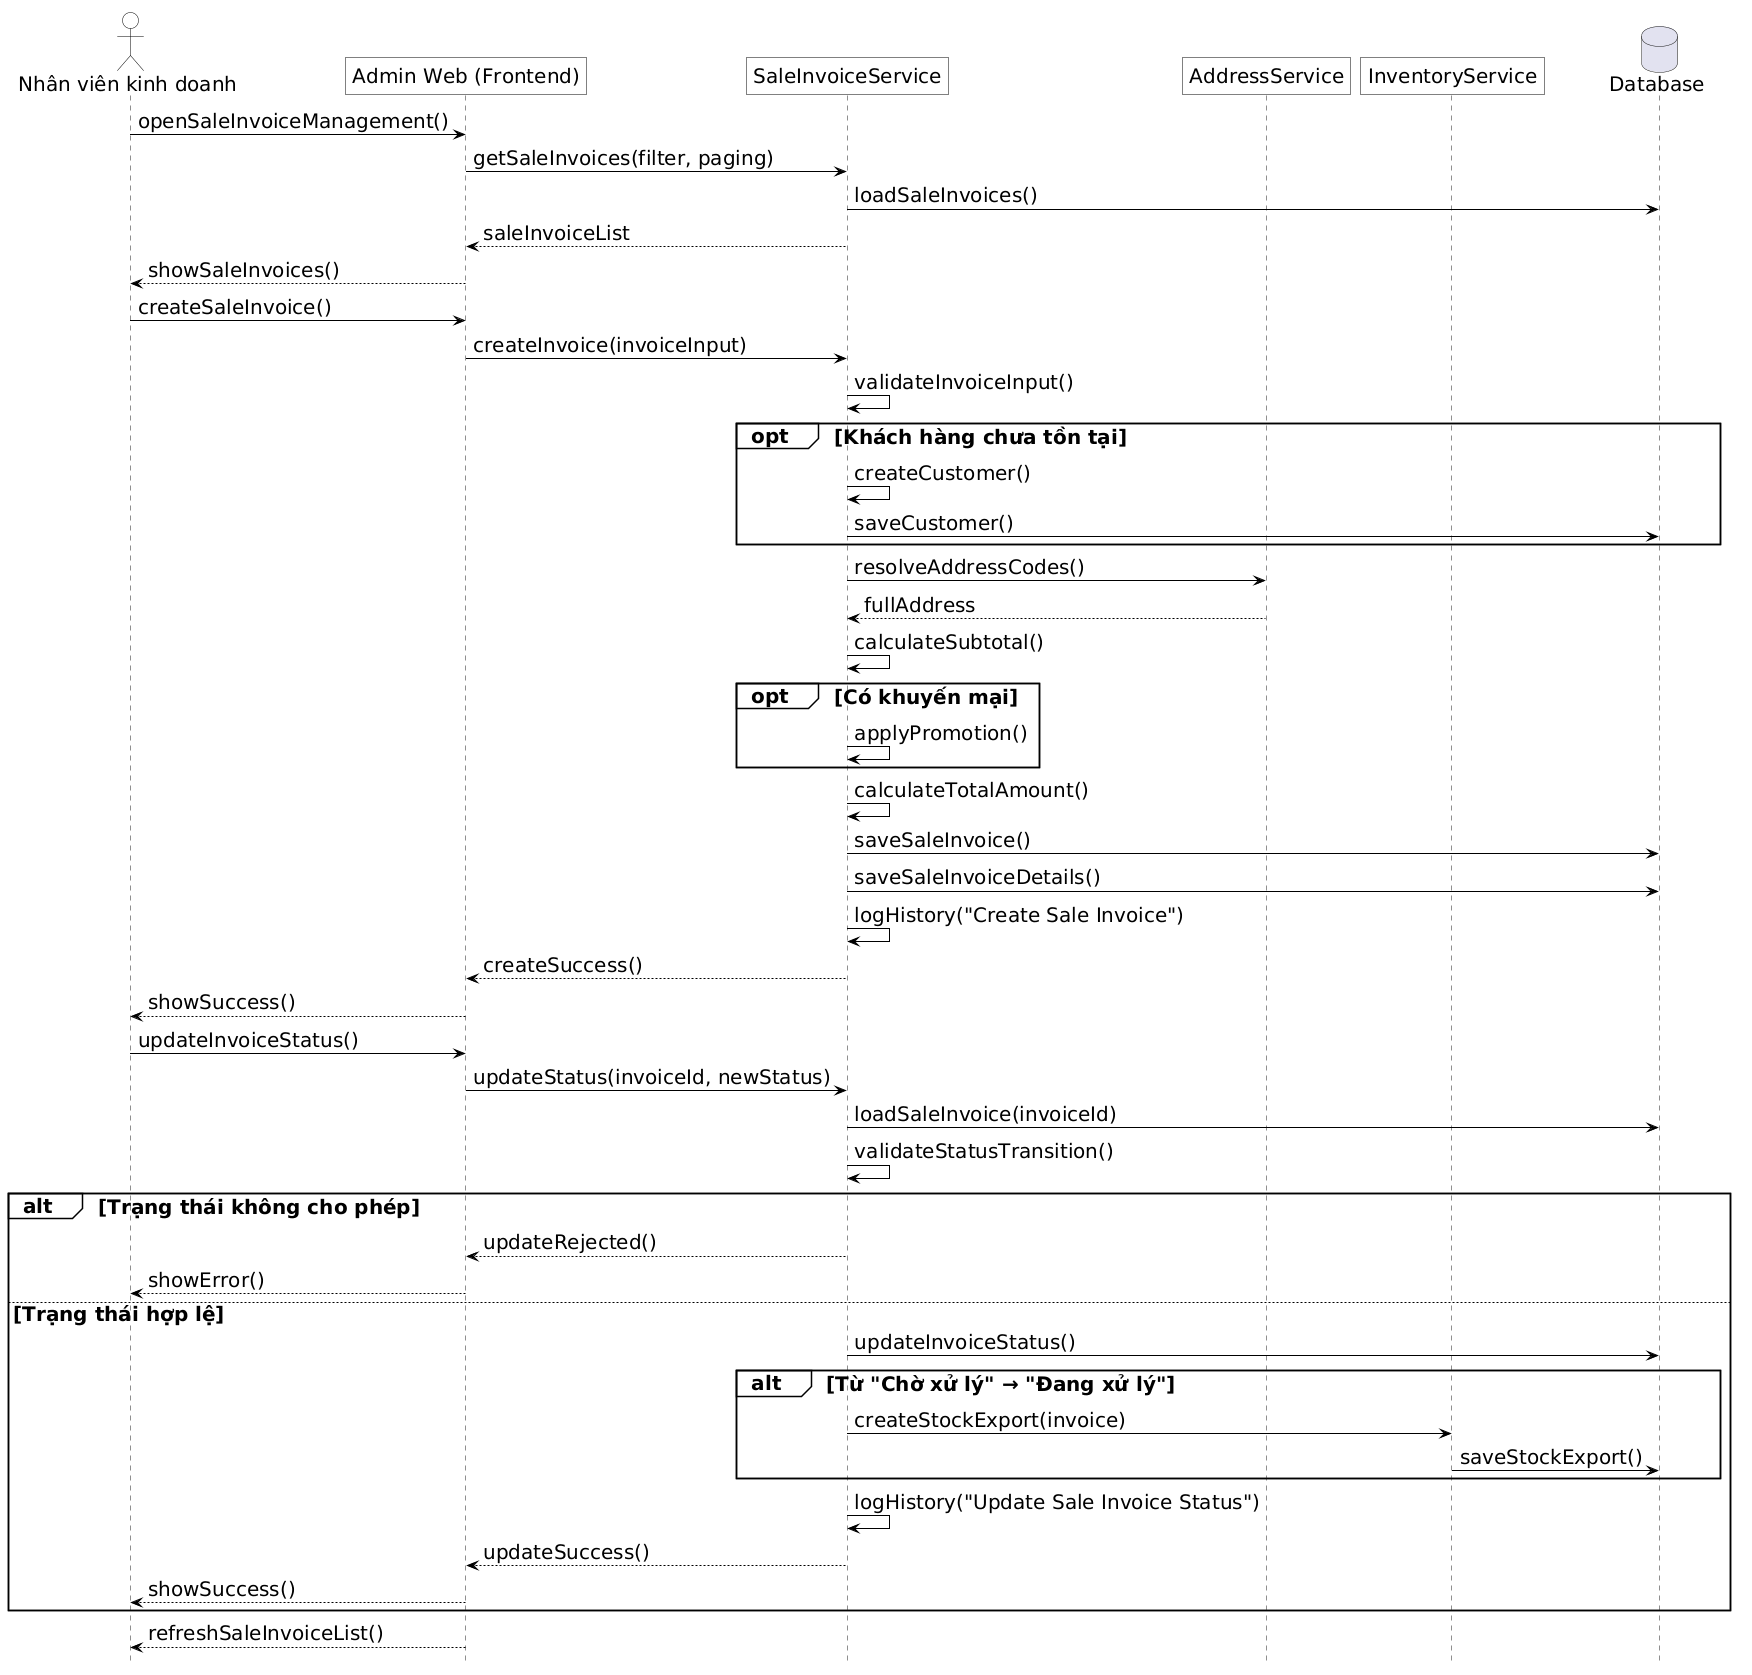 Nhân viên kinh doanh
Admin Web (Frontend)
SaleInvoiceService
AddressService
InventoryService
Database
openSaleInvoiceManagement()
getSaleInvoices(filter, paging)
loadSaleInvoices()
saleInvoiceList
showSaleInvoices()
createSaleInvoice()
createInvoice(invoiceInput)
validateInvoiceInput()
opt [Khách hàng chưa tồn tại]
createCustomer()
saveCustomer()
resolveAddressCodes()
fullAddress
calculateSubtotal()
opt [Có khuyến mại]
applyPromotion()
calculateTotalAmount()
saveSaleInvoice()
saveSaleInvoiceDetails()
logHistory("Create Sale Invoice")
createSuccess()
showSuccess()
updateInvoiceStatus()
updateStatus(invoiceId, newStatus)
loadSaleInvoice(invoiceId)
validateStatusTransition()
alt [Trạng thái không cho phép]
updateRejected()
showError()
[Trạng thái hợp lệ]
updateInvoiceStatus()
alt [Từ "Chờ xử lý" → "Đang xử lý"]
createStockExport(invoice)
saveStockExport()
logHistory("Update Sale Invoice Status")
updateSuccess()
showSuccess()
refreshSaleInvoiceList()